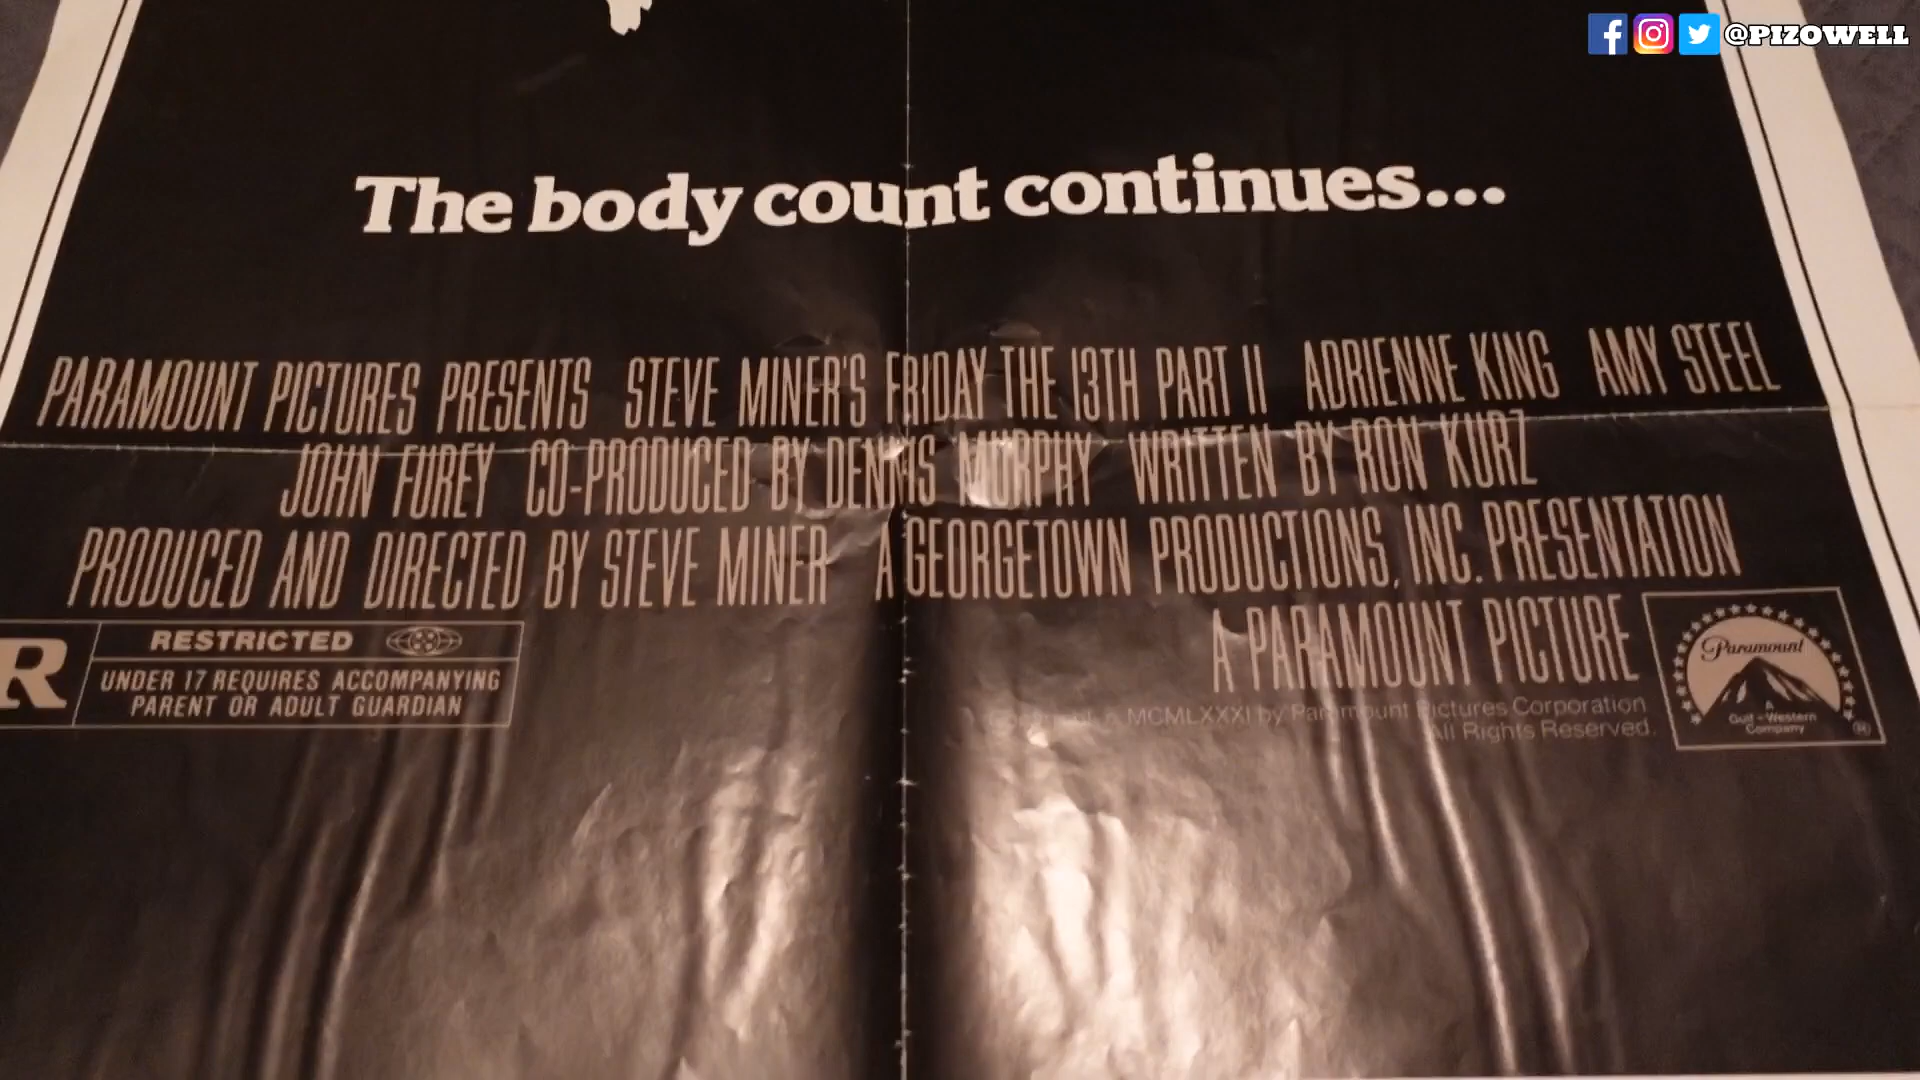 @PIZOWELL
The body count continues...
PARAMOUNT PICTURES PRESENTS STEVE MINER'S FRIDAY THE 13TH PART II ADRIENNE KING AMY STEEL
JOHN FUREY CO-PRODUCED BY DENNIS MURPHY WRITTEN BY RON KURZ
PRODUCED AND DIRECTED BY STEVE MINER A GEORGETOWN PRODUCTIONS, INC. PRESENTATION
A PARAMOUNT PICTURE
R RESTRICTED
UNDER 17 REQUIRES ACCOMPANYING
PARENT OR ADULT GUARDIAN
MCMLXXXI by Paramount Pictures Corporation
All Rights Reserved.
Paramount
A
Gulf+Western
Company
®